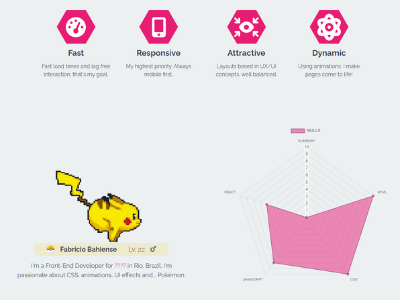 Fast
Responsive
Attractive
Dynamic
Fast load times and lag free
interaction, that's my goal.
My highest priority. Always
mobile first.
Layouts based in UX/UI
concepts, well balanced.
Using animations, I make
pages come to life!
SKILLS
SUMMARY
10
9
8
7
6
5
4
3
2
HTML
CSS
JAVASCRIPT
REACT
Fabrício Bahiense Lv. 22 ♂
I'm a Front-End Developer for ???? in Rio, Brazil. I'm
passionate about CSS, animations, UI effects and... Pokémon.